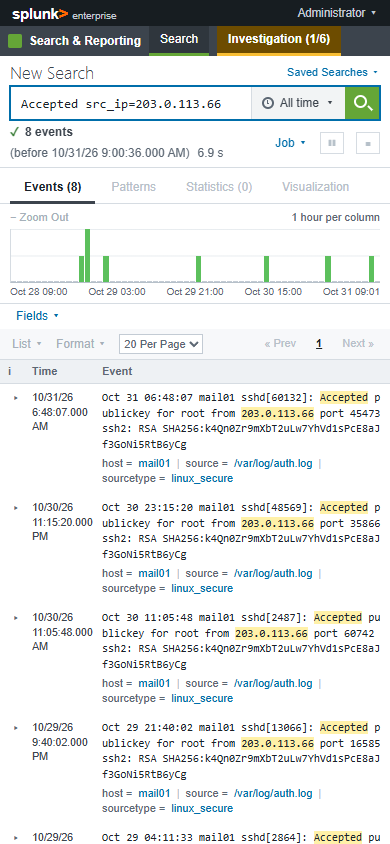 splunk> enterprise
Administrator
Search & Reporting
Search
Investigation (1/6)
New Search
Saved Searches
Accepted src_ip=203.0.113.66
All time
✓ 8 events
(before 10/31/26 9:00:36.000 AM) 6.9 s
Job
Events (8)
Patterns
Statistics (0)
Visualization
– Zoom Out
1 hour per column
Oct 28 09:00
Oct 29 03:00
Oct 29 21:00
Oct 30 15:00
Oct 31 09:01
Fields
List
Format
20 Per Page
« Prev
1
Next »
i
Time
Event
10/31/26
6:48:07.000
AM
Oct 31 06:48:07 mail01 sshd[60132]: Accepted p
ublickey for root from 203.0.113.66 port 45473
ssh2: RSA SHA256:k4Qn0Zr9mXbT2uLw7YhVd1sPcE8aJ
f3GoNi5RtB6yCg
host = mail01 | source = /var/log/auth.log |
sourcetype = linux_secure
10/30/26
11:15:20.000
PM
Oct 30 23:15:20 mail01 sshd[48569]: Accepted p
ublickey for root from 203.0.113.66 port 35866
ssh2: RSA SHA256:k4Qn0Zr9mXbT2uLw7YhVd1sPcE8aJ
f3GoNi5RtB6yCg
host = mail01 | source = /var/log/auth.log |
sourcetype = linux_secure
10/30/26
11:05:48.000
AM
Oct 30 11:05:48 mail01 sshd[2487]: Accepted pu
blickey for root from 203.0.113.66 port 60742
ssh2: RSA SHA256:k4Qn0Zr9mXbT2uLw7YhVd1sPcE8aJ
f3GoNi5RtB6yCg
host = mail01 | source = /var/log/auth.log |
sourcetype = linux_secure
10/29/26
9:40:02.000
PM
Oct 29 21:40:02 mail01 sshd[13066]: Accepted p
ublickey for root from 203.0.113.66 port 16585
ssh2: RSA SHA256:k4Qn0Zr9mXbT2uLw7YhVd1sPcE8aJ
f3GoNi5RtB6yCg
host = mail01 | source = /var/log/auth.log |
sourcetype = linux_secure
10/29/26
Oct 29 04:11:33 mail01 sshd[2864]: Accepted pu